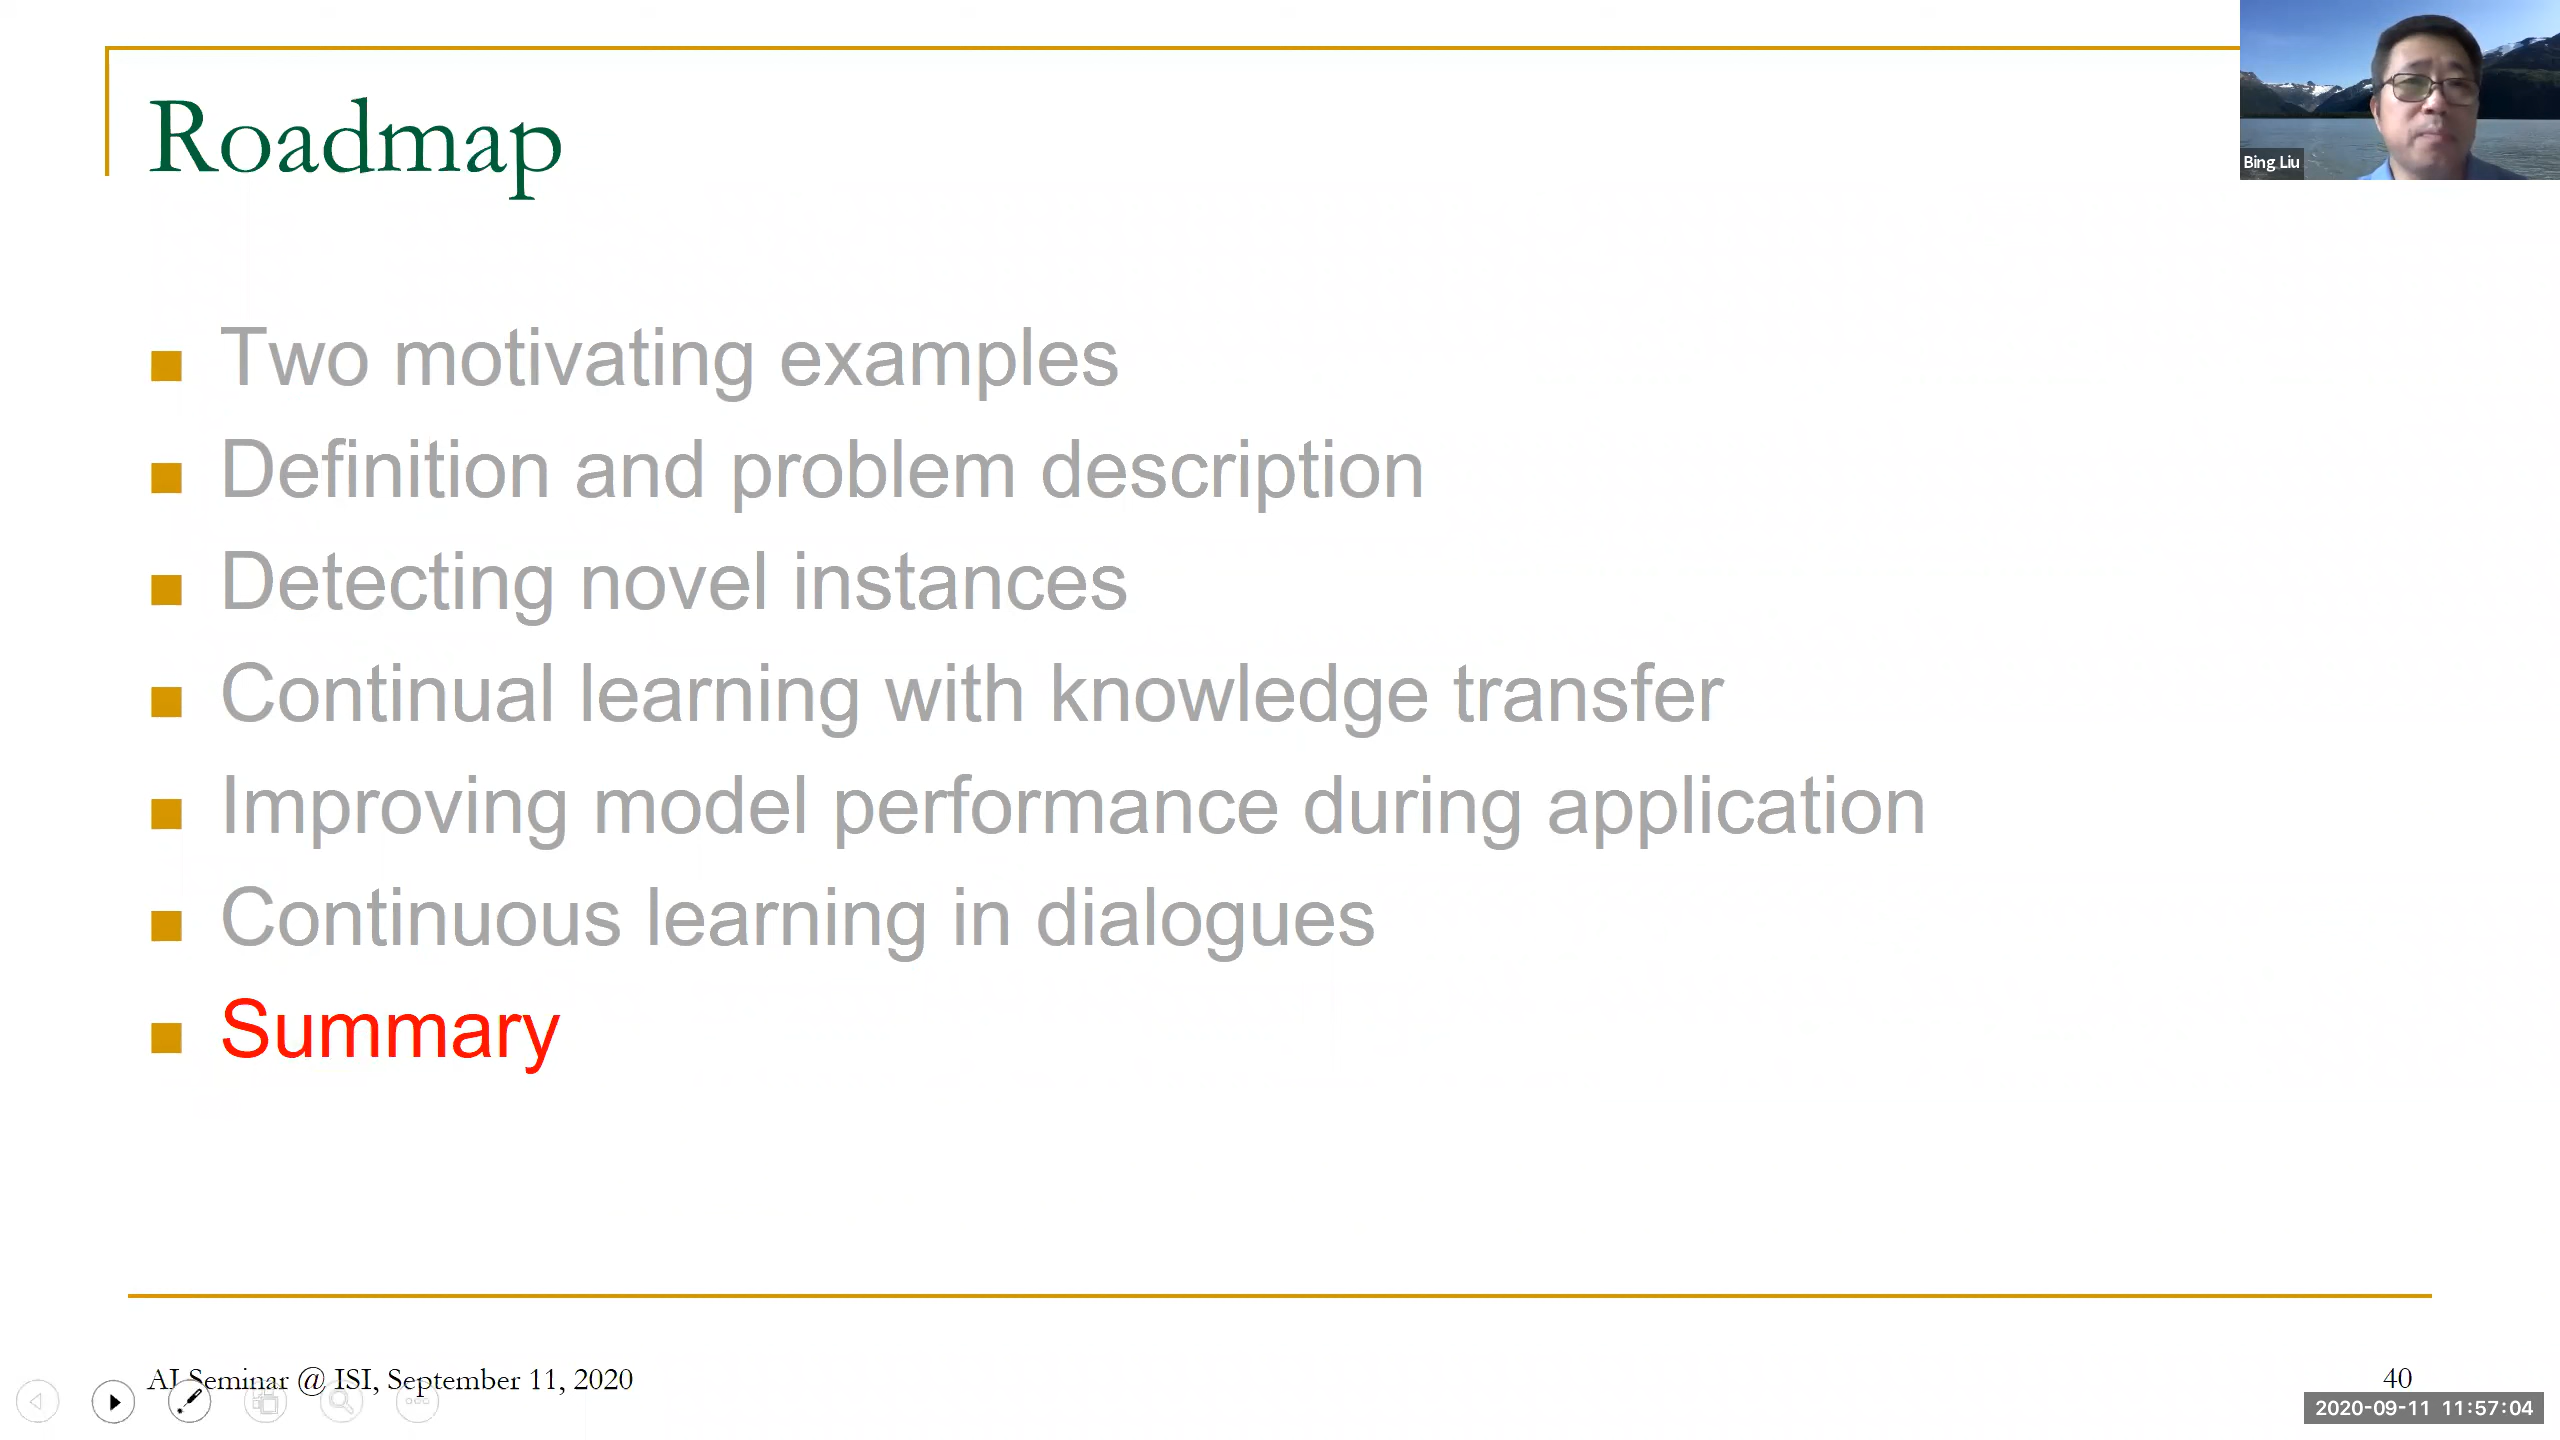 Roadmap
Bing Liu
Two motivating examples
Definition and problem description
Detecting novel instances
Continual learning with knowledge transfer
Improving model performance during application
Continuous learning in dialogues
Summary
AI Seminar @ ISI, September 11, 2020
40
2020-09-11 11:57:04